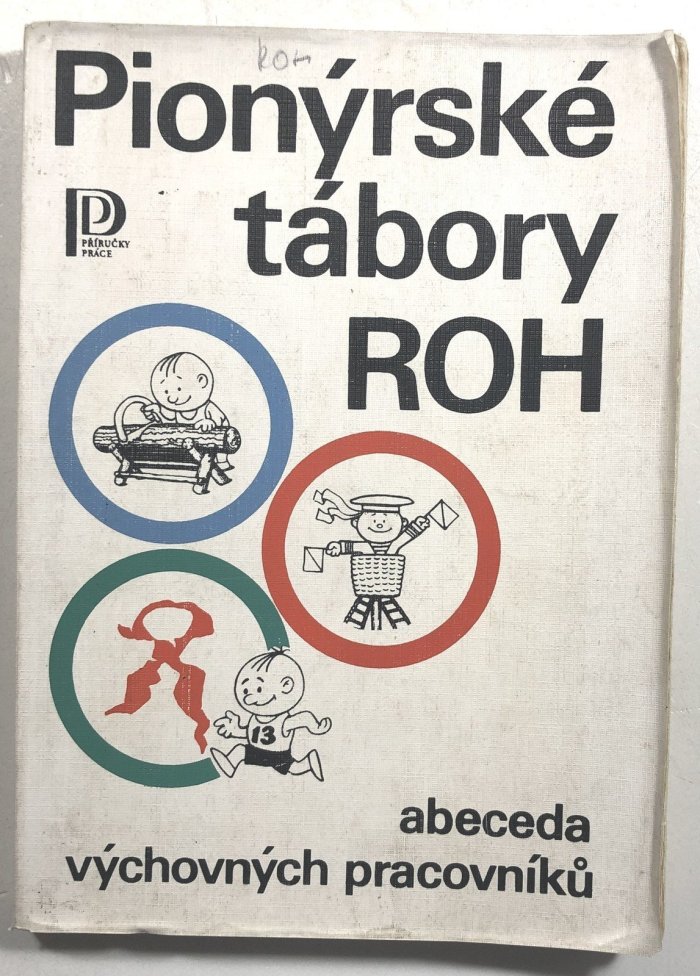 ROH
Pionýrské
tábory
ROH
PŘÍRUČKY
PRÁCE
13
abeceda
výchovných pracovníků